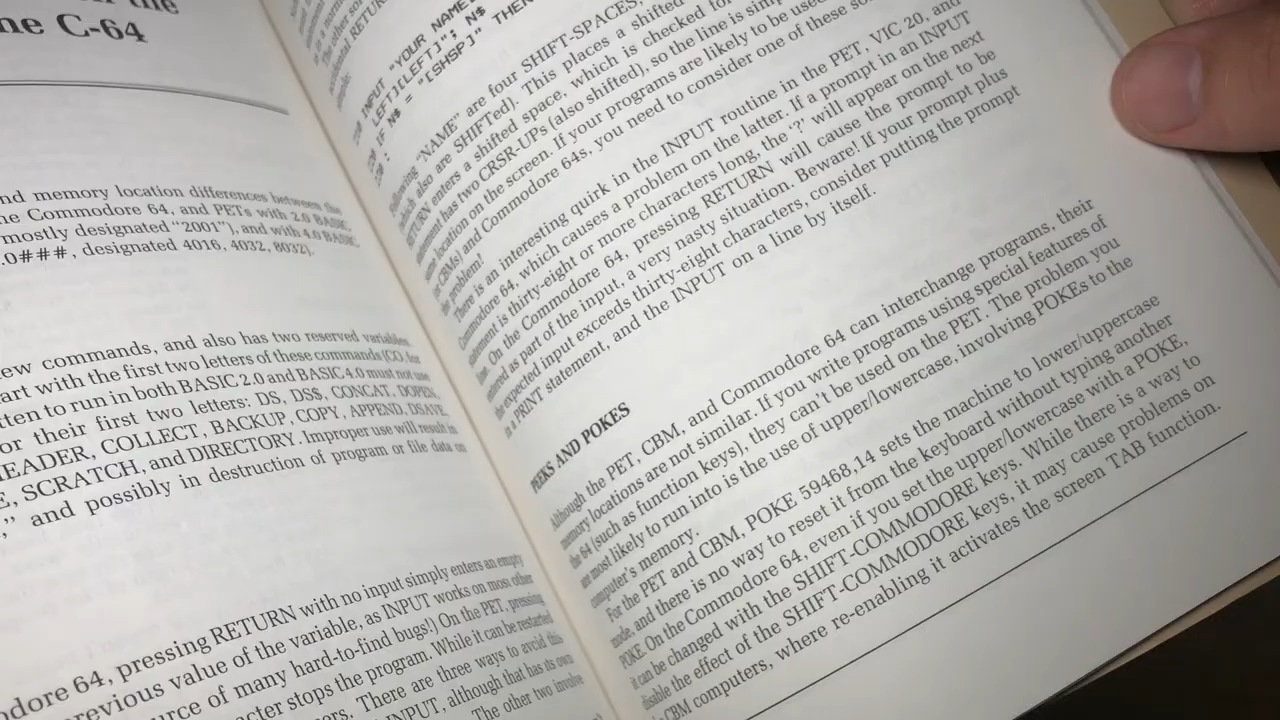 the
ne C-64
nd memory location differences between the
ne Commodore 64, and PETs with 2.0 BASIC
mostly designated "2001"), and with 4.0 BASIC
.0###, designated 4016, 4032, 8032).
ew commands, and also has two reserved variables,
art with the first two letters of these commands (CO for
tten to run in both BASIC 2.0 and BASIC 4.0 must not use
or their first two letters: DS, DS$, CONCAT, DOPEN,
HEADER, COLLECT, BACKUP, COPY, APPEND, DSAVE,
E, SCRATCH, and DIRECTORY. Improper use will result in
," and possibly in destruction of program or file data on
odore 64, pressing RETURN with no input simply enters an empty
previous value of the variable, as INPUT works on most other
urce of many hard-to-find bugs!) On the PET, pressing
acter stops the program. While it can be restarted
ors. There are three ways to avoid this
INPUT, although that has its own
The other two involve
RETURN
INPUT "YOUR NAME
LEFT][LEFT]"; N$
IF N$ = "[SHSP]" THEN
following "NAME" are four SHIFT-SPACES,
which also are SHIFTed). This places a shifted
RETURN enters a shifted space, which is checked for
statement has two CRSR-UPs (also shifted), so the line is simp
location on the screen. If your programs are likely to be used
CBMs) and Commodore 64s, you need to consider one of these so
the problem!
There is an interesting quirk in the INPUT routine in the PET, VIC 20, and
Commodore 64, which causes a problem on the latter. If a prompt in an INPUT
statement is thirty-eight or more characters long, the '?' will appear on the next
line. On the Commodore 64, pressing RETURN will cause the prompt to be
as part of the input, a very nasty situation. Beware! If your prompt plus
the expected input exceeds thirty-eight characters, consider putting the prompt
in a PRINT statement, and the INPUT on a line by itself.
PEEKS AND POKES
Although the PET, CBM, and Commodore 64 can interchange programs, their
memory locations are not similar. If you write programs using special features of
the 64 (such as function keys), they can't be used on the PET. The problem you
are most likely to run into is the use of upper/lowercase, involving POKEs to the
computer's memory.
For the PET and CBM, POKE 59468,14 sets the machine to lower/uppercase
mode, and there is no way to reset it from the keyboard without typing another
POKE. On the Commodore 64, even if you set the upper/lowercase with a POKE,
it can be changed with the SHIFT-COMMODORE keys. While there is a way to
disable the effect of the SHIFT-COMMODORE keys, it may cause problems on
CBM computers, where re-enabling it activates the screen TAB function.